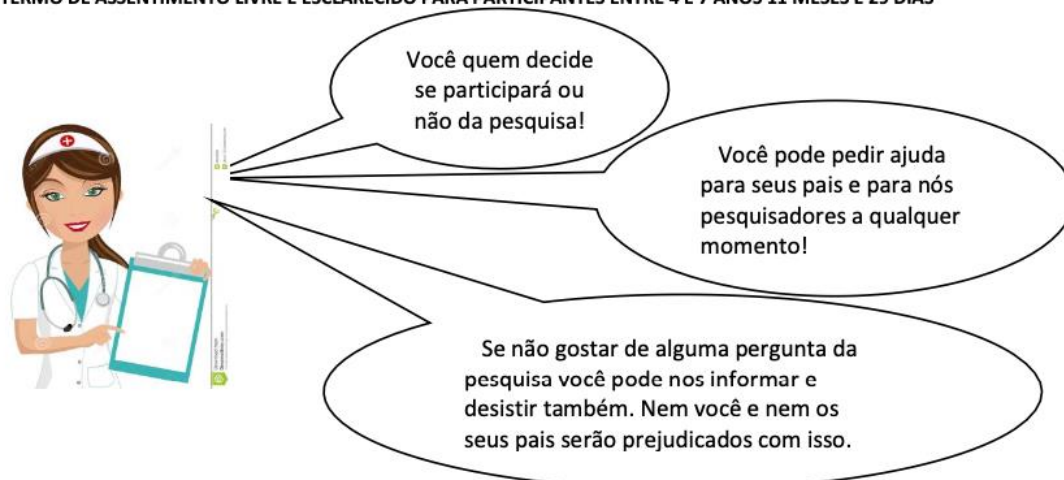 TERMO DE ASSENTIMENTO LIVRE E ESCLARECIDO PARA PARTICIPANTES ENTRE 4 E 7 ANOS 11 MESES E 29 DIAS
Você quem decide
se participará ou
não da pesquisa!
Você pode pedir ajuda
para seus pais e para nós
pesquisadores a qualquer
momento!
Se não gostar de alguma pergunta da
pesquisa você pode nos informar e
desistir também. Nem você e nem os
seus pais serão prejudicados com isso.